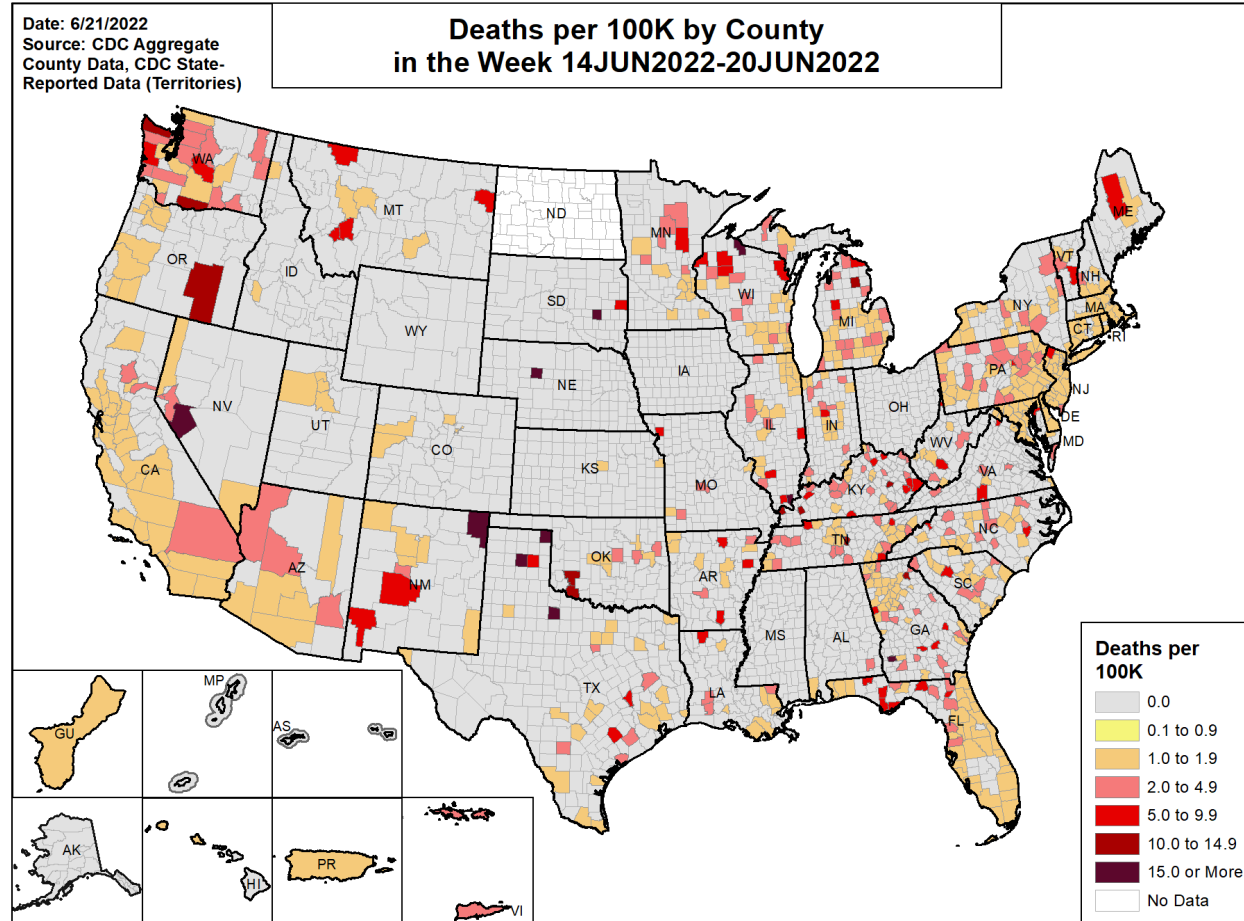 Date: 6/21/2022
Source: CDC Aggregate
County Data, CDC State-
Reported Data (Territories)
Deaths per 100K by County
in the Week 14JUN2022-20JUN2022
WA
MT
ND
MN
ME
OR
ID
SD
WI
VT
NH
WY
MI
NY
MA
CT
RI
NE
IA
PA
NJ
NV
UT
CO
IL
IN
OH
DE
MD
WV
CA
KS
MO
KY
VA
AZ
NM
OK
AR
TN
NC
SC
MS
AL
GA
TX
LA
FL
GU
MP
AS
AK
HI
PR
VI
Deaths per
100K
0.0
0.1 to 0.9
1.0 to 1.9
2.0 to 4.9
5.0 to 9.9
10.0 to 14.9
15.0 or More
No Data